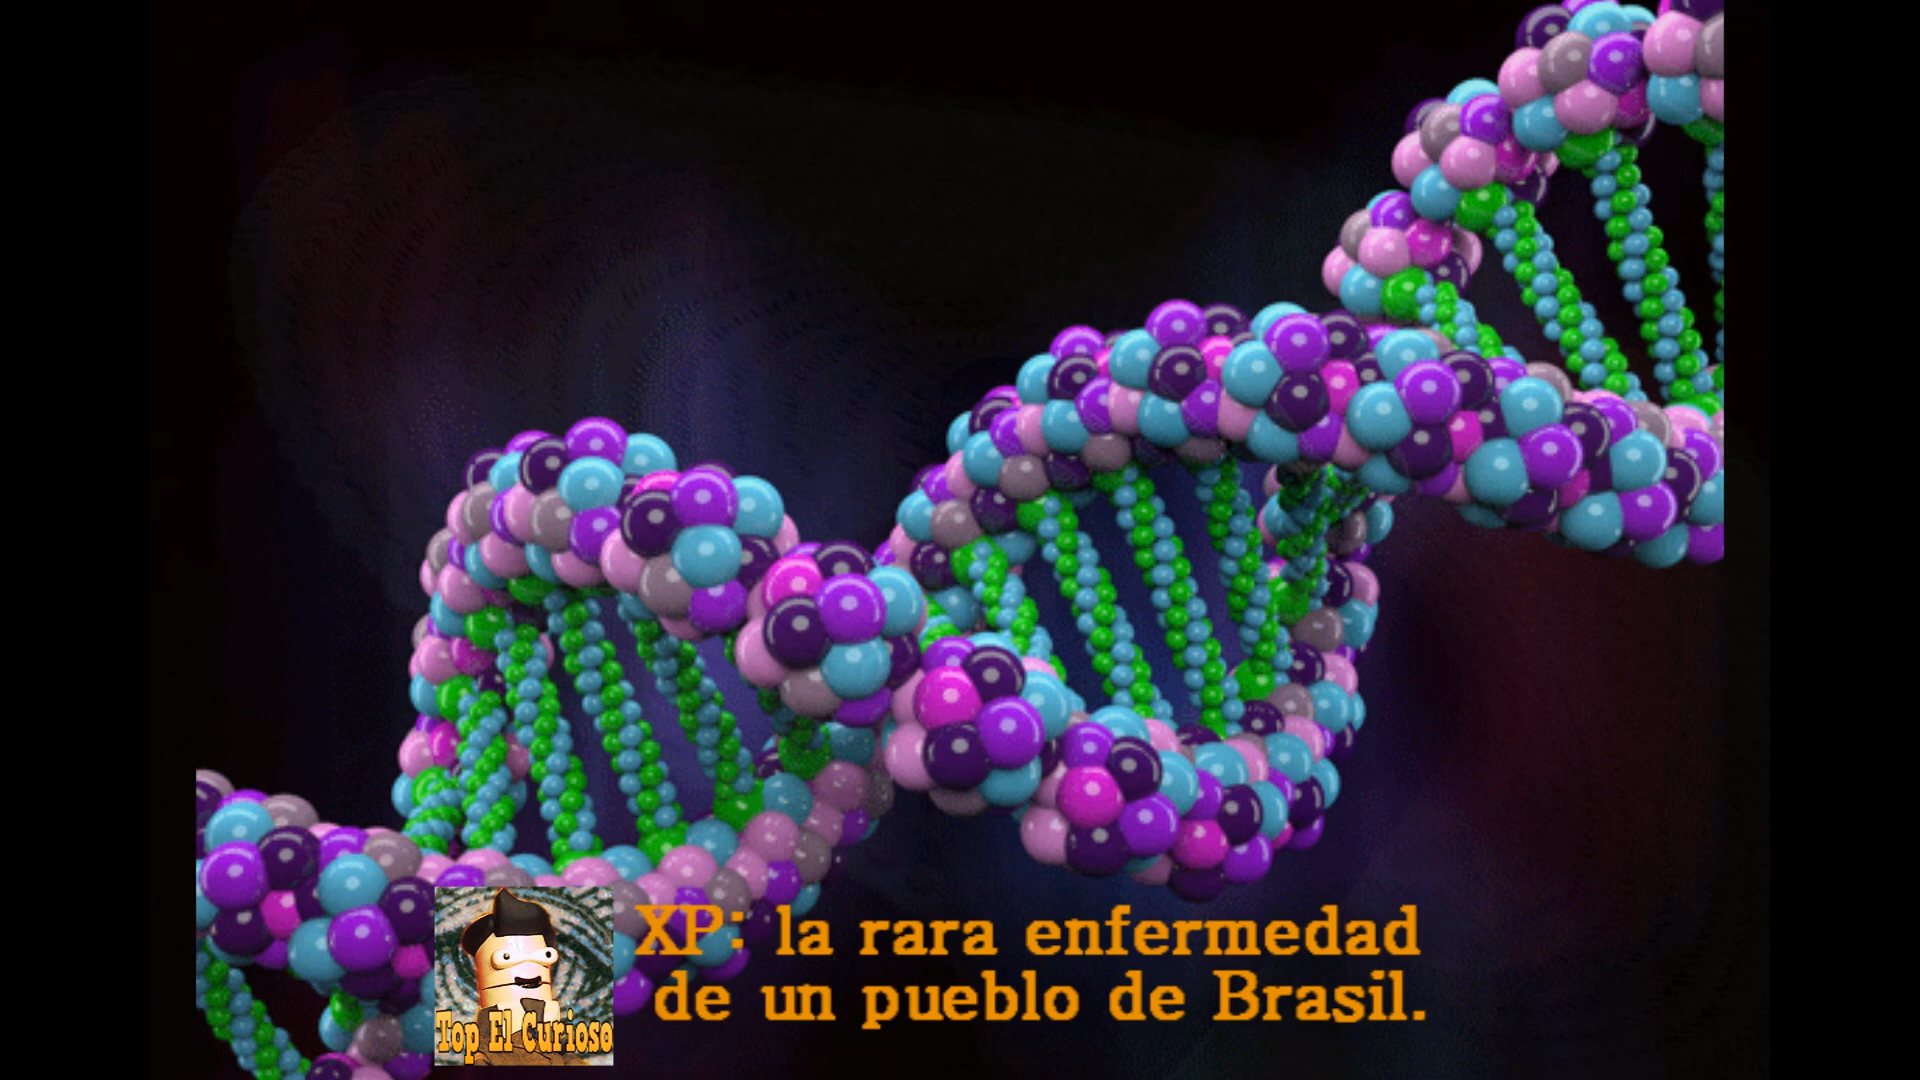 XP: la rara enfermedad
de un pueblo de Brasil.
Top El Curioso